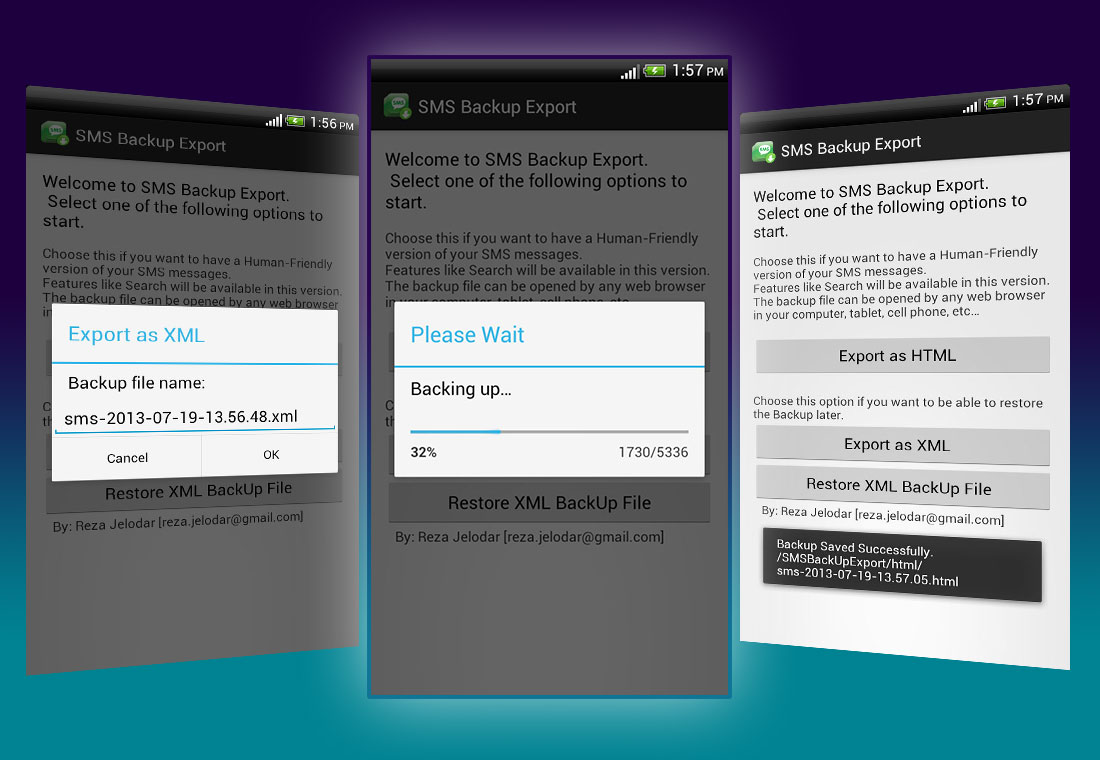 1:56 PM
SMS Backup Export
Welcome to SMS Backup Export.
Select one of the following options to
start.
Choose this if you want to have a Human-Friendly
version of your SMS messages.
Features like Search will be available in this version.
The backup file can be opened by any web browser
Export as XML
Backup file name:
sms-2013-07-19-13.56.48.xml
Cancel
OK
Restore XML BackUp File
By: Reza Jelodar [reza.jelodar@gmail.com]
1:57 PM
SMS Backup Export
Welcome to SMS Backup Export.
Select one of the following options to
start.
Choose this if you want to have a Human-Friendly
version of your SMS messages.
Features like Search will be available in this version.
The backup file can be opened by any web browser
in your computer, tablet, cell phone, etc...
Please Wait
Backing up...
32%
1730/5336
Restore XML BackUp File
By: Reza Jelodar [reza.jelodar@gmail.com]
1:57 PM
SMS
SMS Backup Export
Welcome to SMS Backup Export.
Select one of the following options to
start.
Choose this if you want to have a Human-Friendly
version of your SMS messages.
Features like Search will be available in this version.
The backup file can be opened by any web browser
in your computer, tablet, cell phone, etc...
Export as HTML
Choose this option if you want to be able to restore
the Backup later.
Export as XML
Restore XML BackUp File
By: Reza Jelodar [reza.jelodar@gmail.com]
Backup Saved Successfully.
/SMSBackUpExport/html/
sms-2013-07-19-13.57.05.html